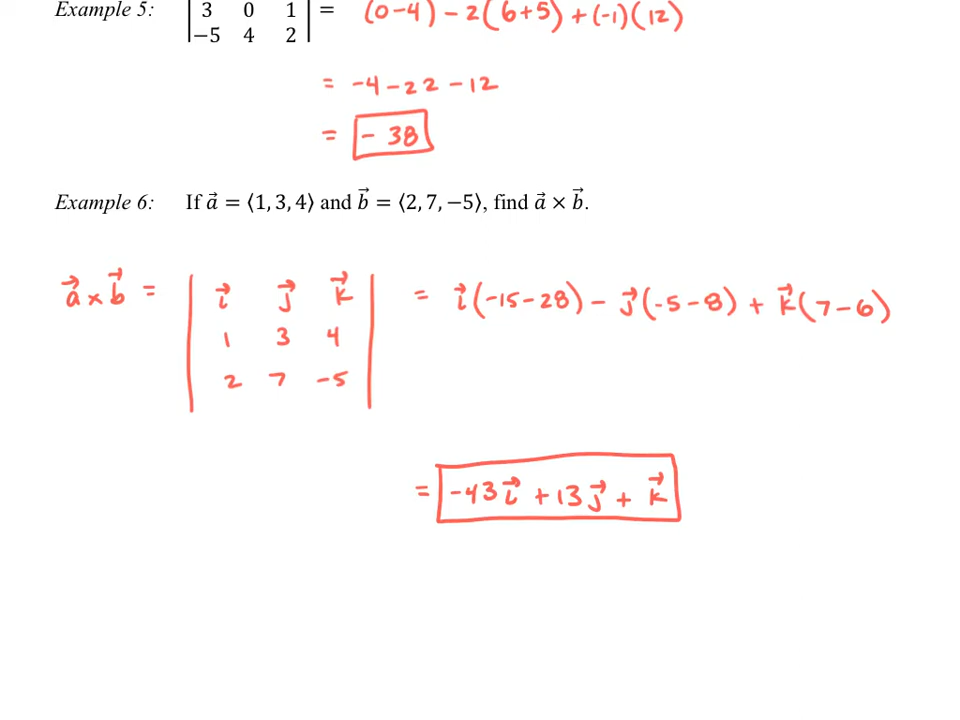 Example 5: |3 0 1| = (0-4) - 2(6+5) + (-1)(12)
|-5 4 2|
= -4 - 22 - 12
= - 38
Example 6: If a⃗ = ⟨1, 3, 4⟩ and b⃗ = ⟨2, 7, −5⟩, find a⃗ × b⃗.
a⃗ × b⃗ = | i⃗ j⃗ k⃗ | = i⃗(-15-28) - j⃗(-5-8) + k⃗(7-6)
1 3 4
2 7 -5
= -43i⃗ + 13j⃗ + k⃗